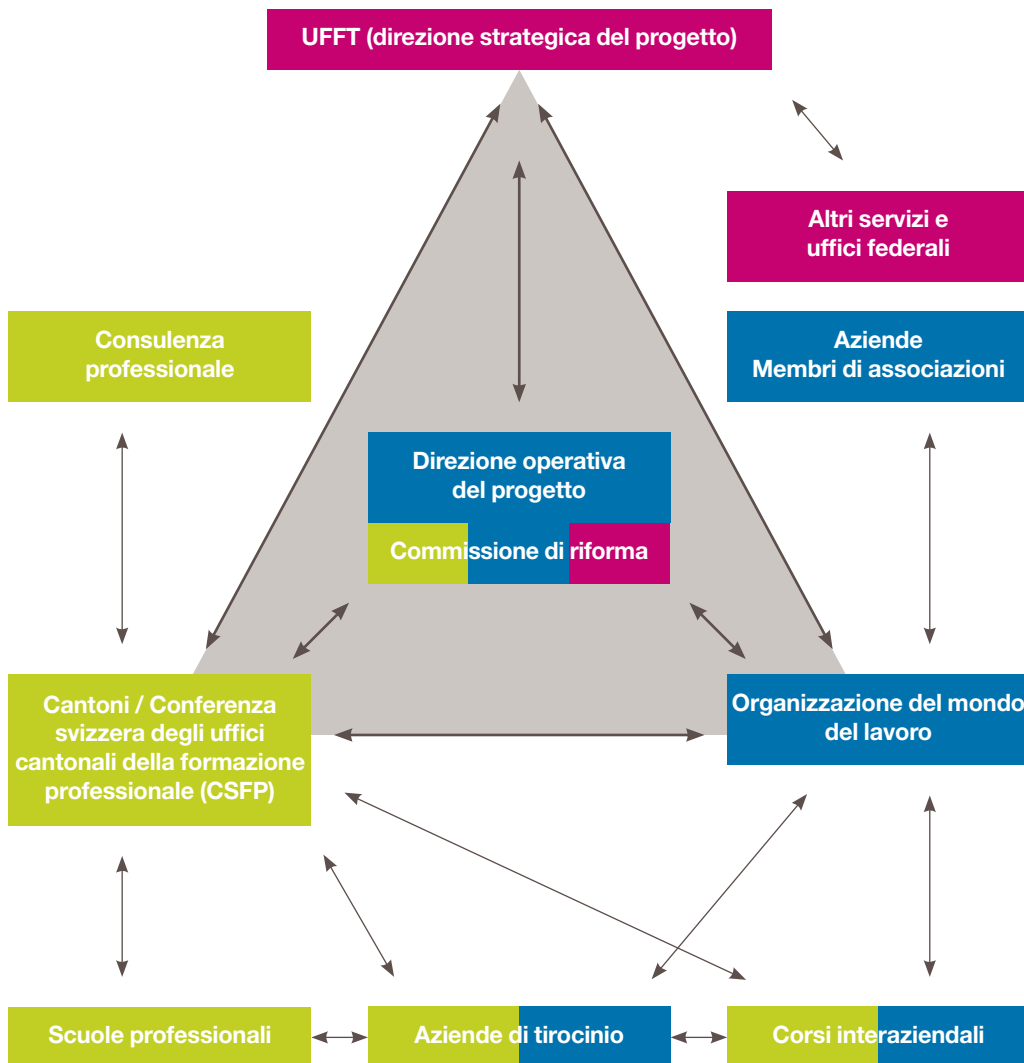 UFFT (direzione strategica del progetto)
Altri servizi e
uffici federali
Consulenza
professionale
Aziende
Membri di associazioni
Direzione operativa
del progetto
Commissione di riforma
Cantoni / Conferenza
svizzera degli uffici
cantonali della formazione
professionale (CSFP)
Organizzazione del mondo
del lavoro
Scuole professionali
Aziende di tirocinio
Corsi interaziendali